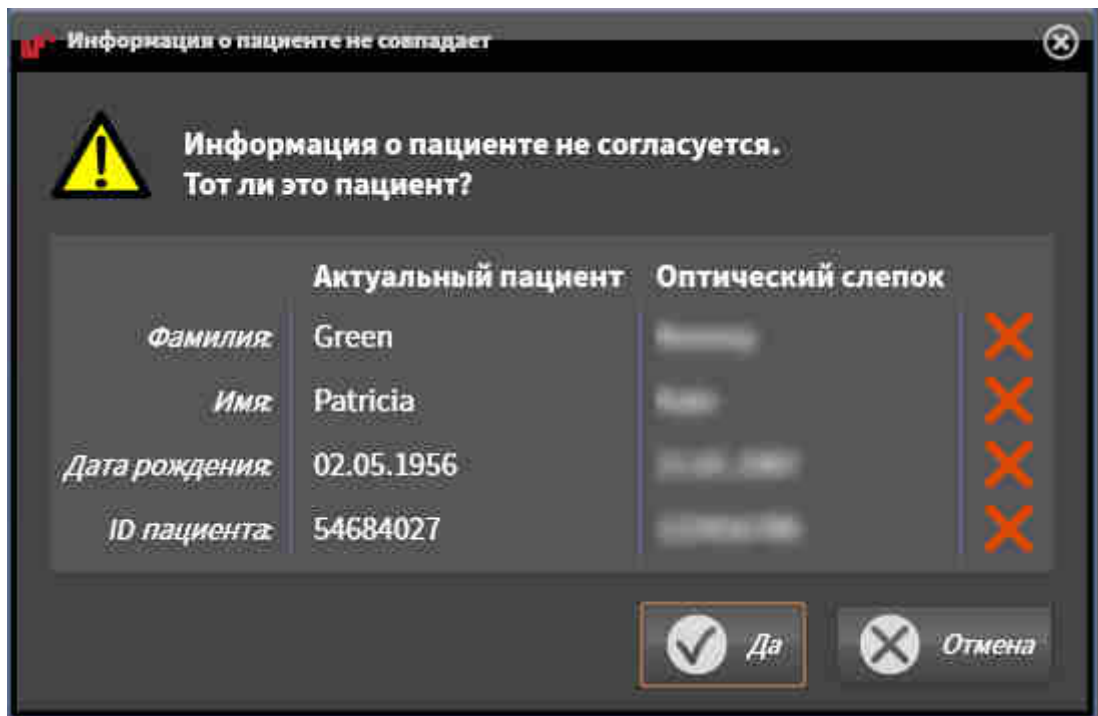 Информация о пациенте не совпадает
Информация о пациенте не согласуется.
Тот ли это пациент?
Актуальный пациент Оптический слепок
Фамилия: Green
Имя: Patricia
Дата рождения: 02.05.1956
ID пациента: 54684027
Да Отмена